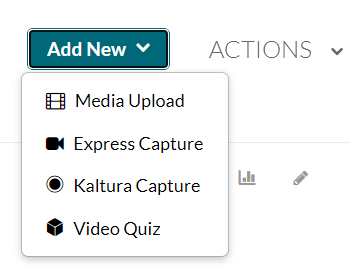 Add New
ACTIONS
Media Upload
Express Capture
Kaltura Capture
Video Quiz